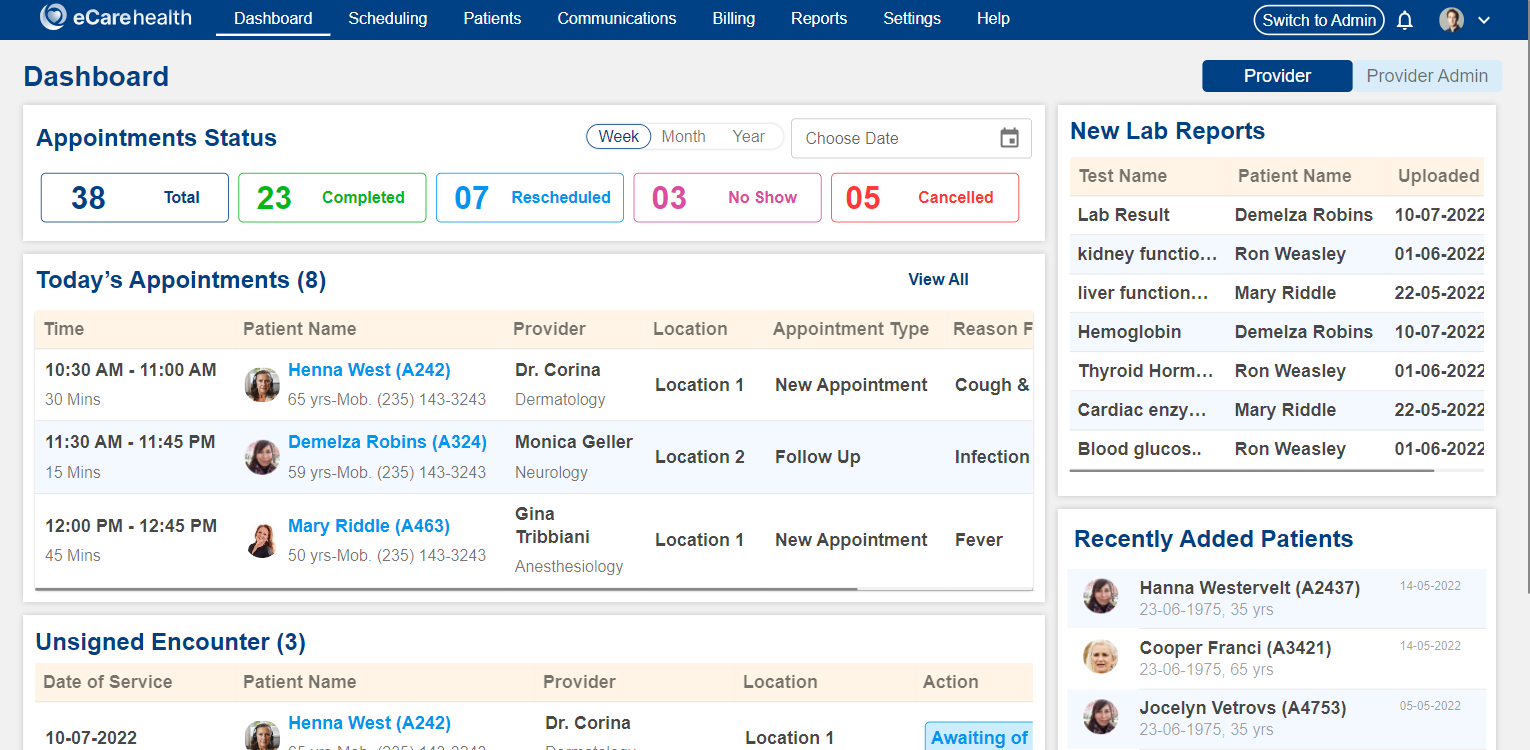 eCarehealth Dashboard Scheduling Patients Communications Billing Reports Settings Help Switch to Admin
Dashboard
Provider Provider Admin
Appointments Status
Week Month Year
Choose Date
38 Total
23 Completed
07 Rescheduled
03 No Show
05 Cancelled
Today's Appointments (8) View All
Time Patient Name Provider Location Appointment Type Reason F
10:30 AM - 11:00 AM Henna West (A242) Dr. Corina
Location 1 New Appointment Cough &
30 Mins 65 yrs-Mob. (235) 143-3243 Dermatology
11:30 AM - 11:45 PM Demelza Robins (A324) Monica Geller
Location 2 Follow Up Infection
15 Mins 59 yrs-Mob. (235) 143-3243 Neurology
Gina
12:00 PM - 12:45 PM Mary Riddle (A463) Tribbiani
Location 1 New Appointment Fever
45 Mins 50 yrs-Mob. (235) 143-3243 Anesthesiology
Unsigned Encounter (3)
Date of Service Patient Name Provider Location Action
Henna West (A242) Dr. Corina
10-07-2022 Location 1 Awaiting of
65 yrs-Mob. (235) 143-3243 Dermatology
New Lab Reports
Test Name Patient Name Uploaded
Lab Result Demelza Robins 10-07-2022
kidney functio... Ron Weasley 01-06-2022
liver function... Mary Riddle 22-05-2022
Hemoglobin Demelza Robins 10-07-2022
Thyroid Horm... Ron Weasley 01-06-2022
Cardiac enzy... Mary Riddle 22-05-2022
Blood glucos.. Ron Weasley 01-06-2022
Recently Added Patients
Hanna Westervelt (A2437) 14-05-2022
23-06-1975, 35 yrs
Cooper Franci (A3421) 14-05-2022
23-06-1975, 65 yrs
Jocelyn Vetrovs (A4753) 05-05-2022
23-06-1975, 35 yrs